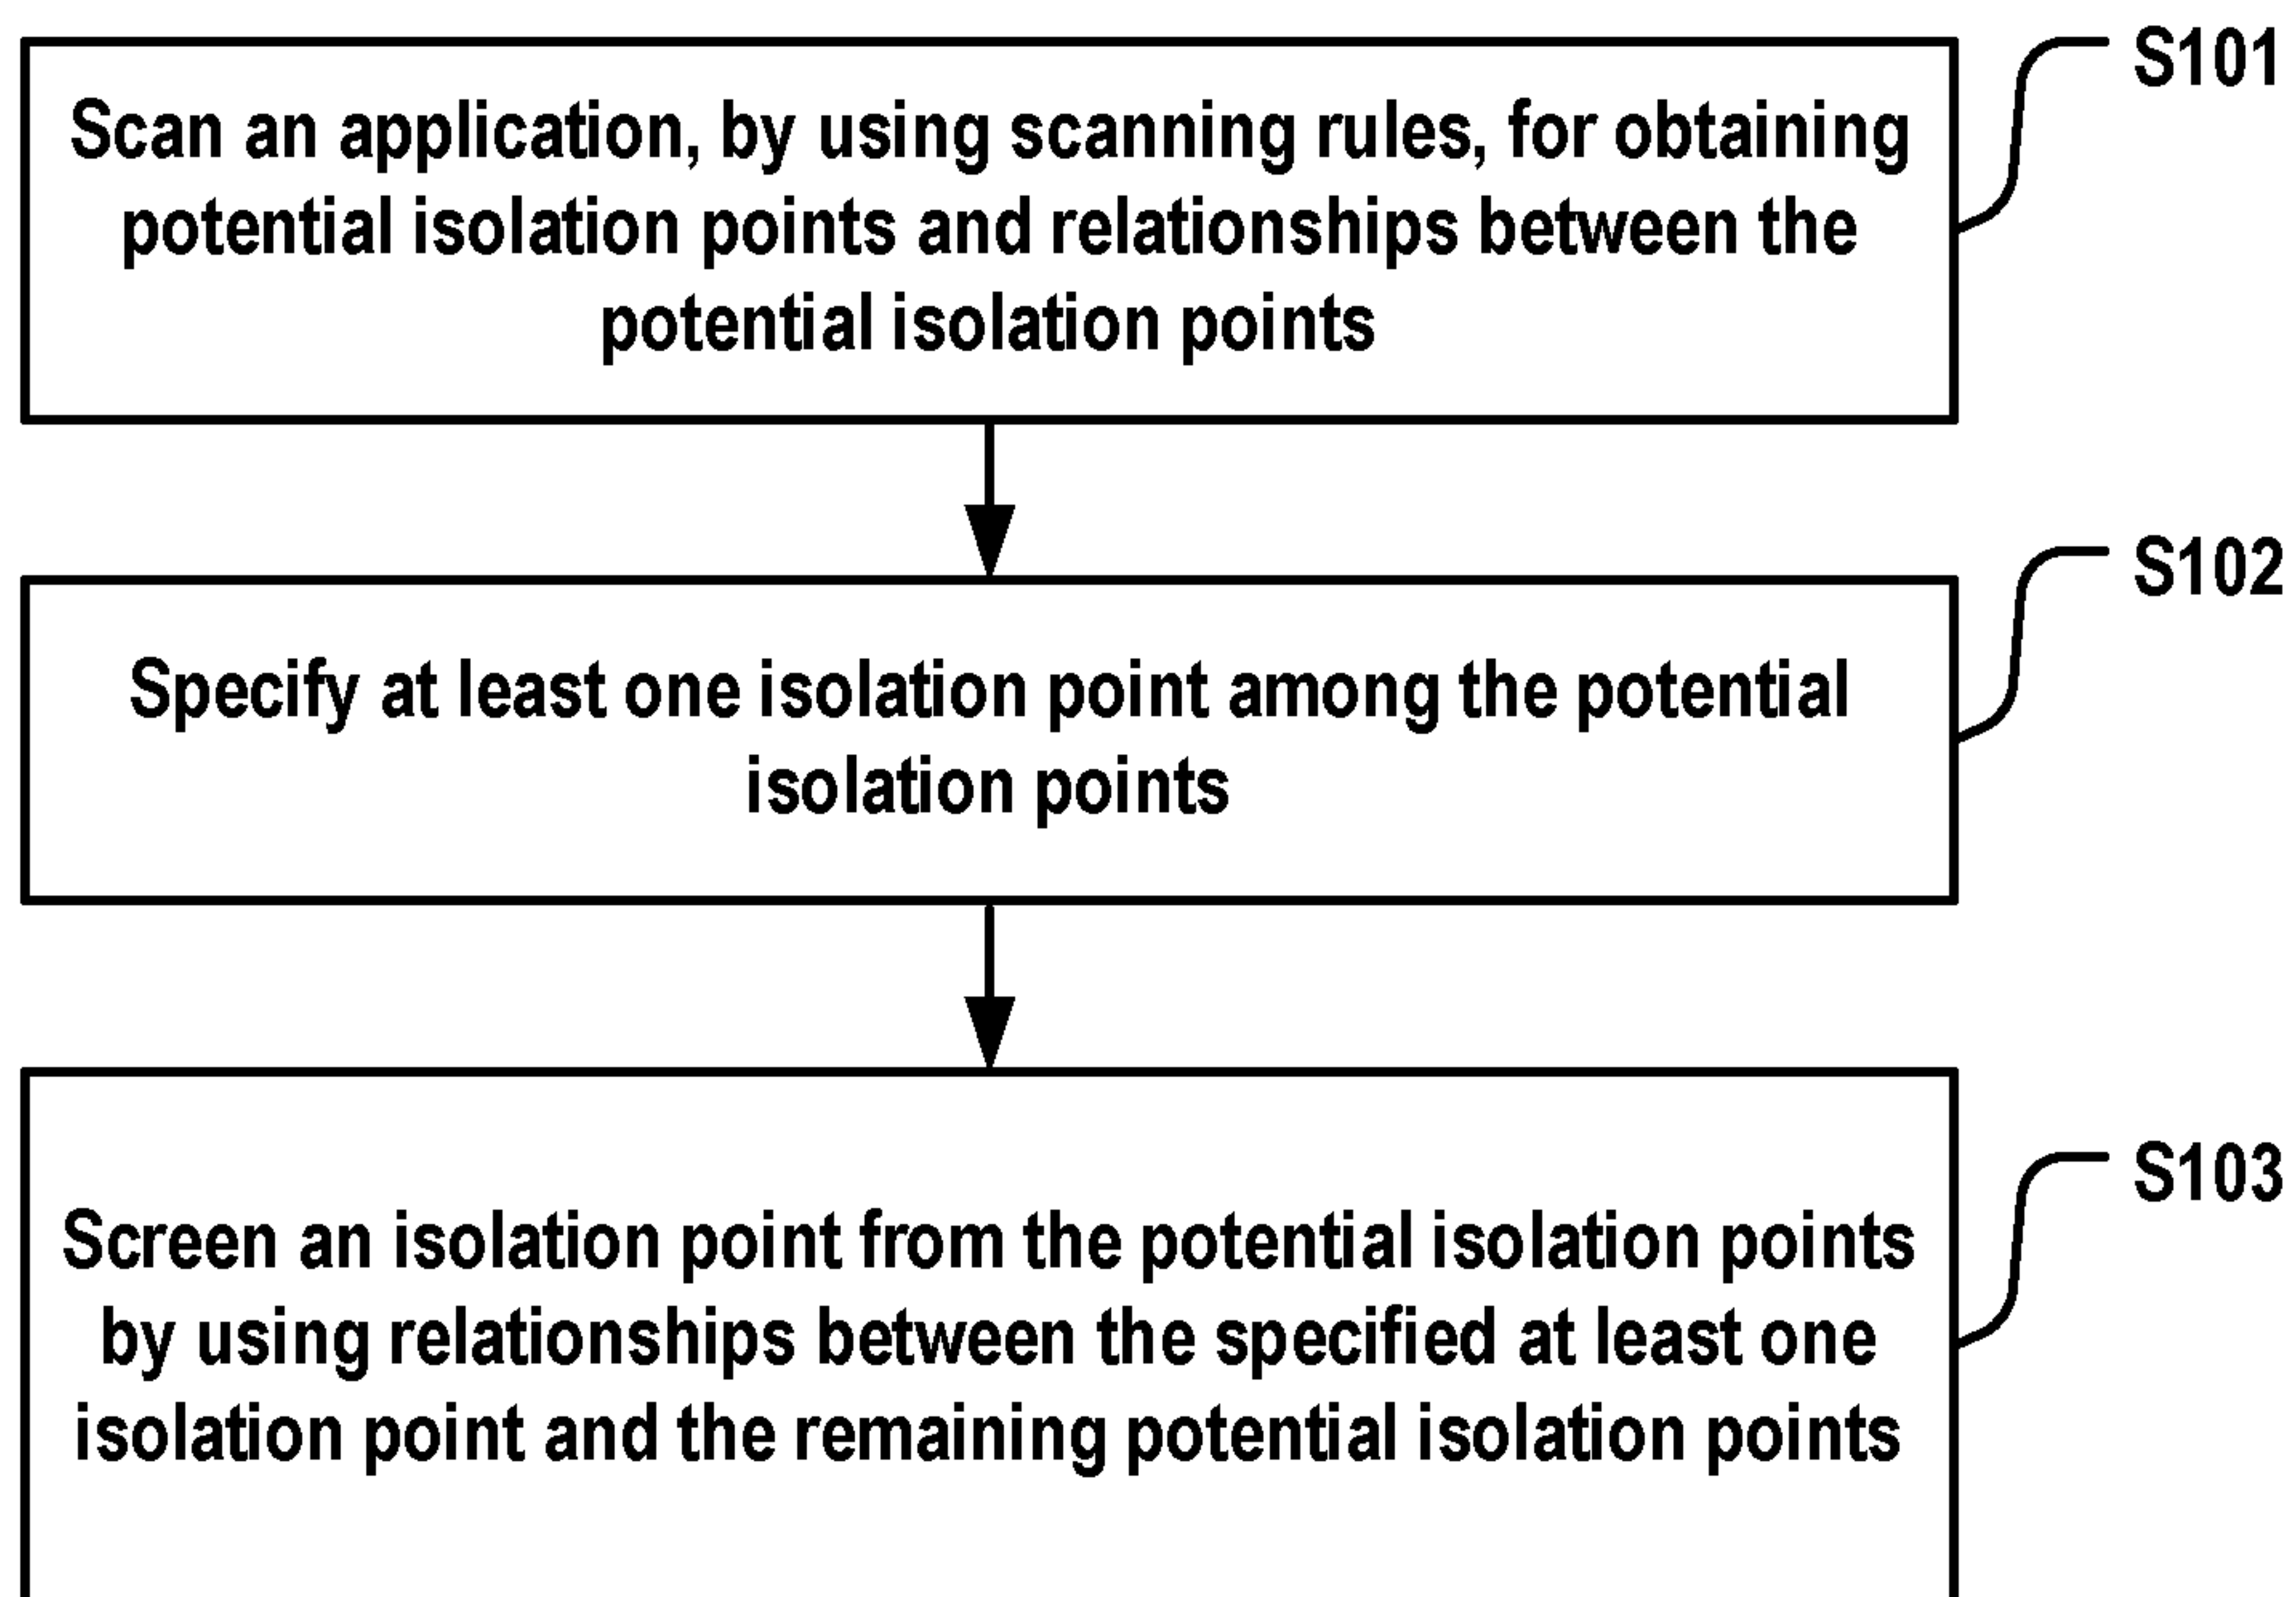 S101
Scan an application, by using scanning rules, for obtaining
potential isolation points and relationships between the
potential isolation points
S102
Specify at least one isolation point among the potential
isolation points
S103
Screen an isolation point from the potential isolation points
by using relationships between the specified at least one
isolation point and the remaining potential isolation points